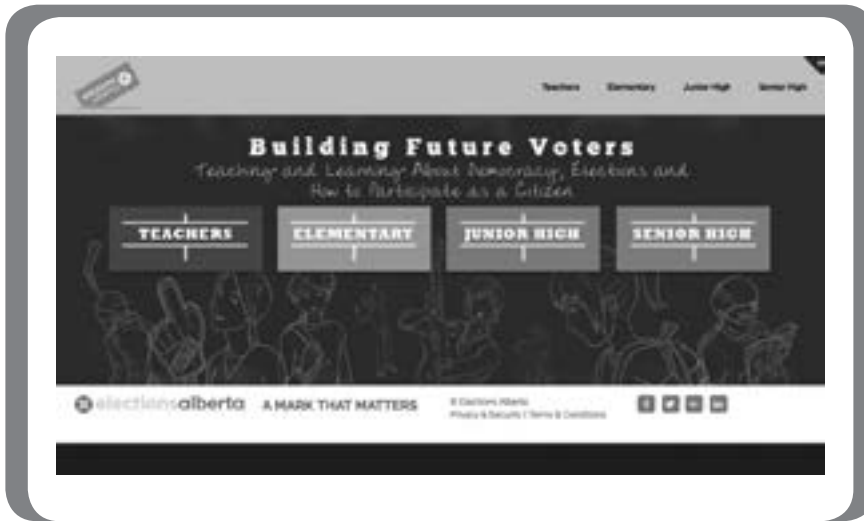 Teachers Elementary Junior High Senior High
Building Future Voters
Teaching and Learning About Democracy, Elections and
How to Participate as a Citizen
TEACHERS ELEMENTARY JUNIOR HIGH SENIOR HIGH
electionsalberta A MARK THAT MATTERS
© Elections Alberta
Privacy & Security | Terms & Conditions